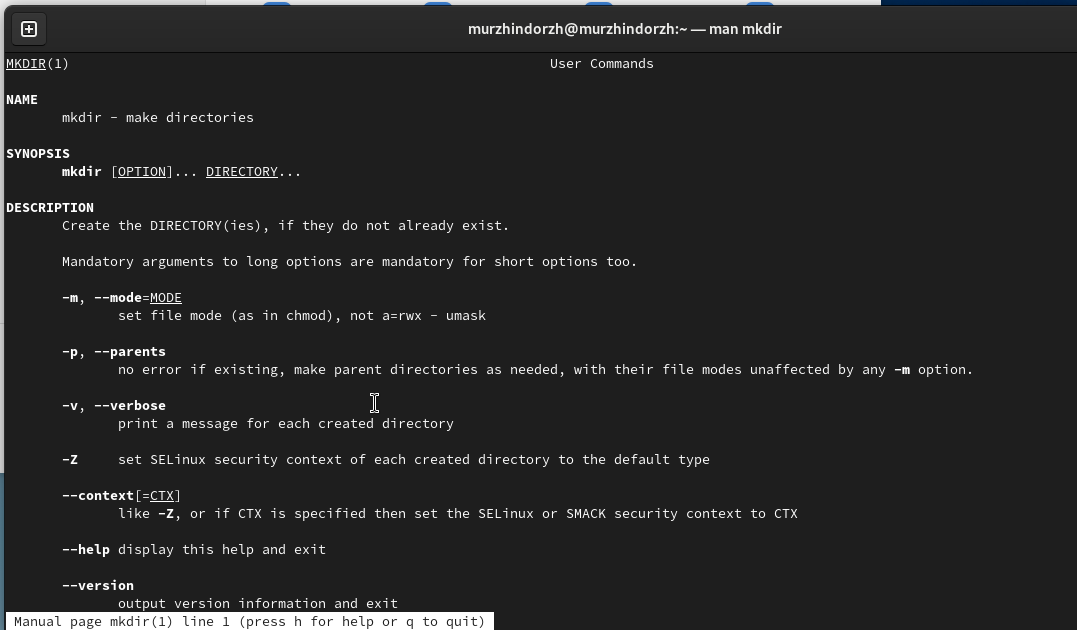 murzhindorzh@murzhindorzh:~ — man mkdir
MKDIR(1) User Commands
NAME
mkdir - make directories
SYNOPSIS
mkdir [OPTION]... DIRECTORY...
DESCRIPTION
Create the DIRECTORY(ies), if they do not already exist.
Mandatory arguments to long options are mandatory for short options too.
-m, --mode=MODE
set file mode (as in chmod), not a=rwx - umask
-p, --parents
no error if existing, make parent directories as needed, with their file modes unaffected by any -m option.
-v, --verbose
print a message for each created directory
-Z set SELinux security context of each created directory to the default type
--context[=CTX]
like -Z, or if CTX is specified then set the SELinux or SMACK security context to CTX
--help display this help and exit
--version
output version information and exit
Manual page mkdir(1) line 1 (press h for help or q to quit)